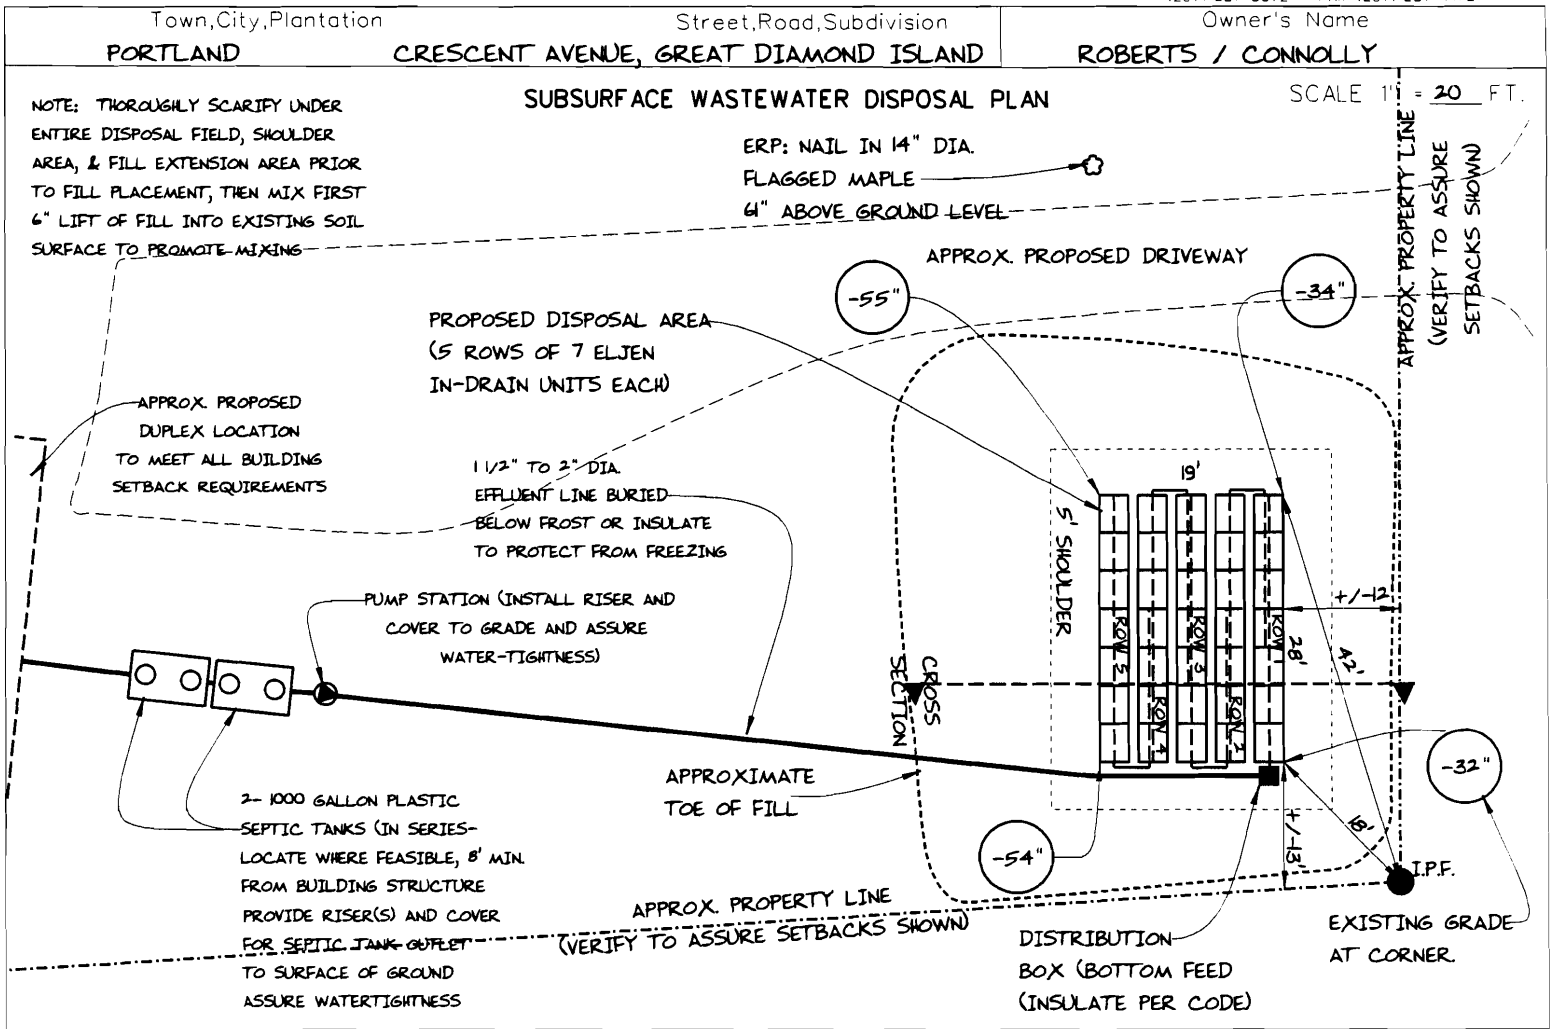 Town,City,Plantation
Street,Road,Subdivision
Owner's Name
PORTLAND
CRESCENT AVENUE, GREAT DIAMOND ISLAND
ROBERTS / CONNOLLY
SUBSURFACE WASTEWATER DISPOSAL PLAN
SCALE 1" = 20 FT.
NOTE: THOROUGHLY SCARIFY UNDER
ENTIRE DISPOSAL FIELD, SHOULDER
AREA, & FILL EXTENSION AREA PRIOR
TO FILL PLACEMENT, THEN MIX FIRST
6" LIFT OF FILL INTO EXISTING SOIL
SURFACE TO PROMOTE MIXING
ERP: NAIL IN 14" DIA.
FLAGGED MAPLE
61" ABOVE GROUND LEVEL
APPROX. PROPERTY LINE
(VERIFY TO ASSURE
SETBACKS SHOWN)
APPROX. PROPOSED DRIVEWAY
-55"
-34"
PROPOSED DISPOSAL AREA
(5 ROWS OF 7 ELJEN
IN-DRAIN UNITS EACH)
APPROX. PROPOSED
DUPLEX LOCATION
TO MEET ALL BUILDING
SETBACK REQUIREMENTS
1 1/2" TO 2" DIA.
EFFLUENT LINE BURIED
BELOW FROST OR INSULATE
TO PROTECT FROM FREEZING
19'
5' SHOULDER
PUMP STATION (INSTALL RISER AND
COVER TO GRADE AND ASSURE
WATER-TIGHTNESS)
+/-12
ROW 5
ROW 3
ROW 1
28'
42'
ROW 4
ROW 2
CROSS
SECTION
-32"
APPROXIMATE
TOE OF FILL
2- 1000 GALLON PLASTIC
SEPTIC TANKS (IN SERIES-
LOCATE WHERE FEASIBLE, 8' MIN.
FROM BUILDING STRUCTURE
PROVIDE RISER(S) AND COVER
FOR SEPTIC TANK OUTLET
TO SURFACE OF GROUND
ASSURE WATERTIGHTNESS
-54"
18'
+/-13'
I.P.F.
APPROX. PROPERTY LINE
(VERIFY TO ASSURE SETBACKS SHOWN)
DISTRIBUTION
BOX (BOTTOM FEED
(INSULATE PER CODE)
EXISTING GRADE
AT CORNER.